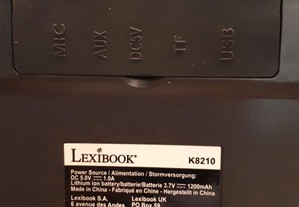 MIC AUX DC5V TF USB
LEXIBOOK® K8210
Power Source / Alimentation / Stormversorgung:
DC 5.0V ⎓ 1.0A
Lithium Ion battery/batterie/Batterie 3.7V ⎓ 1200mAh
Made in China - Fabriqué en Chine - Hergestellt in China
Lexibook S.A. Lexibook UK
6 avenue des Andes PO Box 59